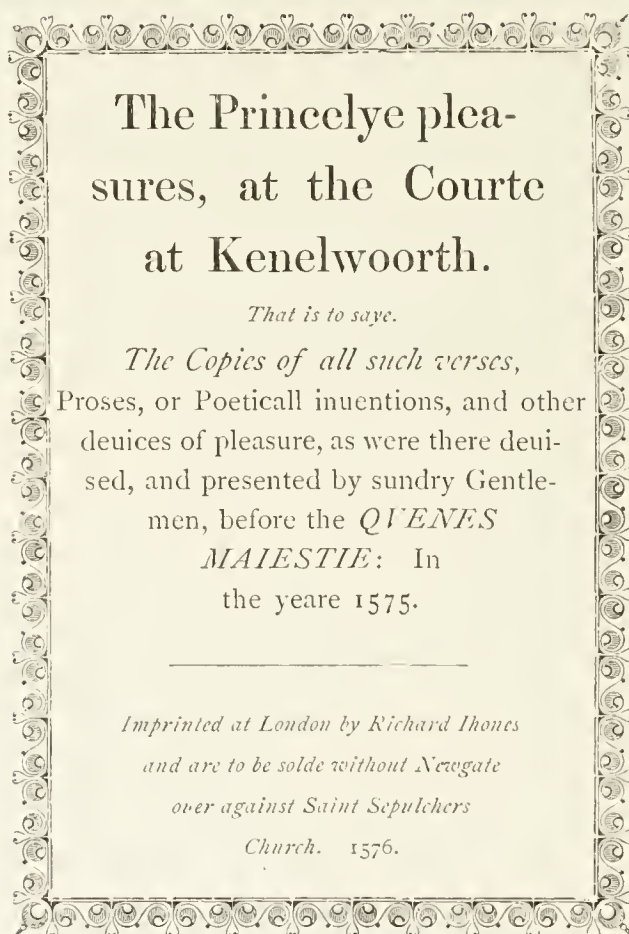 The Princelye plea-
sures, at the Courte
at Kenelwoorth.
That is to saye.
The Copies of all such verses,
Proses, or Poeticall inuentions, and other
deuices of pleasure, as were there deui-
sed, and presented by sundry Gentle-
men, before the QVENES
MAIESTIE: In
the yeare 1575.
Imprinted at London by Richard Ihones
and are to be solde without Newgate
over against Saint Sepulchers
Church. 1576.